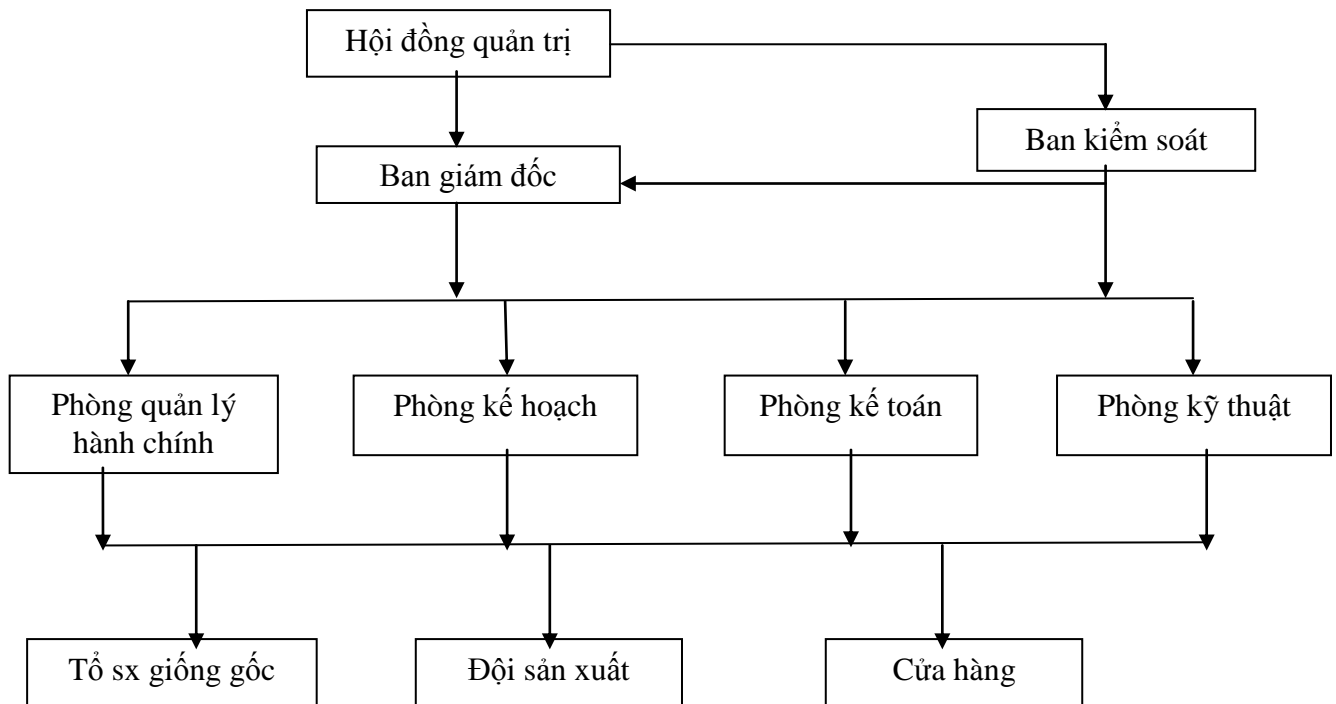 Hội đồng quản trị
Ban kiểm soát
Ban giám đốc
Phòng quản lý
hành chính
Phòng kế hoạch
Phòng kế toán
Phòng kỹ thuật
Tổ sx giống gốc
Đội sản xuất
Cửa hàng